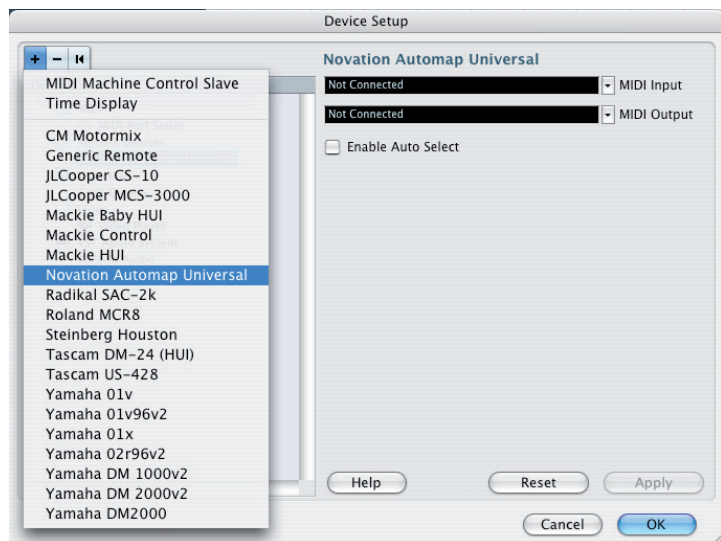 Device Setup
+ -
Novation Automap Universal
MIDI Machine Control Slave
Time Display
CM Motormix
Generic Remote
JLCooper CS-10
JLCooper MCS-3000
Mackie Baby HUI
Mackie Control
Mackie HUI
Novation Automap Universal
Radikal SAC-2k
Roland MCR8
Steinberg Houston
Tascam DM-24 (HUI)
Tascam US-428
Yamaha 01v
Yamaha 01v96v2
Yamaha 01x
Yamaha 02r96v2
Yamaha DM 1000v2
Yamaha DM 2000v2
Yamaha DM2000
Not Connected MIDI Input
Not Connected MIDI Output
Enable Auto Select
Help Reset Apply
Cancel OK